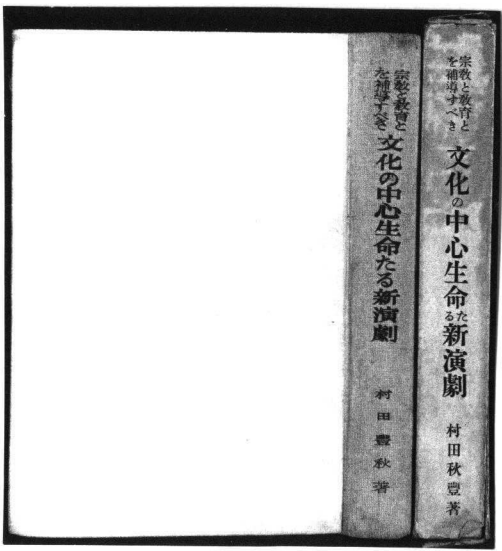 宗教と教育と
を補導すべき
文化の中心生命たる新演劇
村田秋豐著
宗教と教育と
を補導すべき
文化の中心生命たる新演劇
村田豐秋著